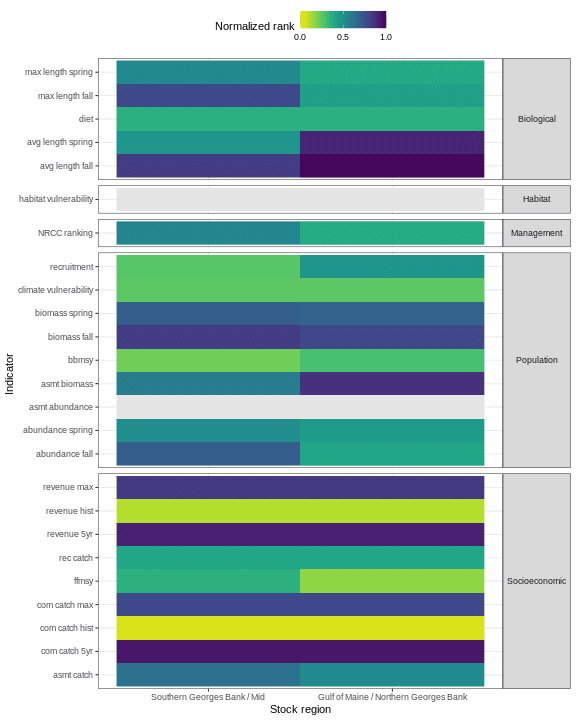 Normalized rank
0.0 0.5 1.0
max length spring
max length fall
diet
avg length spring
avg length fall
Biological
habitat vulnerability
Habitat
NRCC ranking
Management
recruitment
climate vulnerability
biomass spring
biomass fall
bbmsy
asmt biomass
asmt abundance
abundance spring
abundance fall
Population
Indicator
revenue max
revenue hist
revenue 5yr
rec catch
ffmsy
com catch max
com catch hist
com catch 5yr
asmt catch
Socioeconomic
Southern Georges Bank / Mid Gulf of Maine / Northern Georges Bank
Stock region